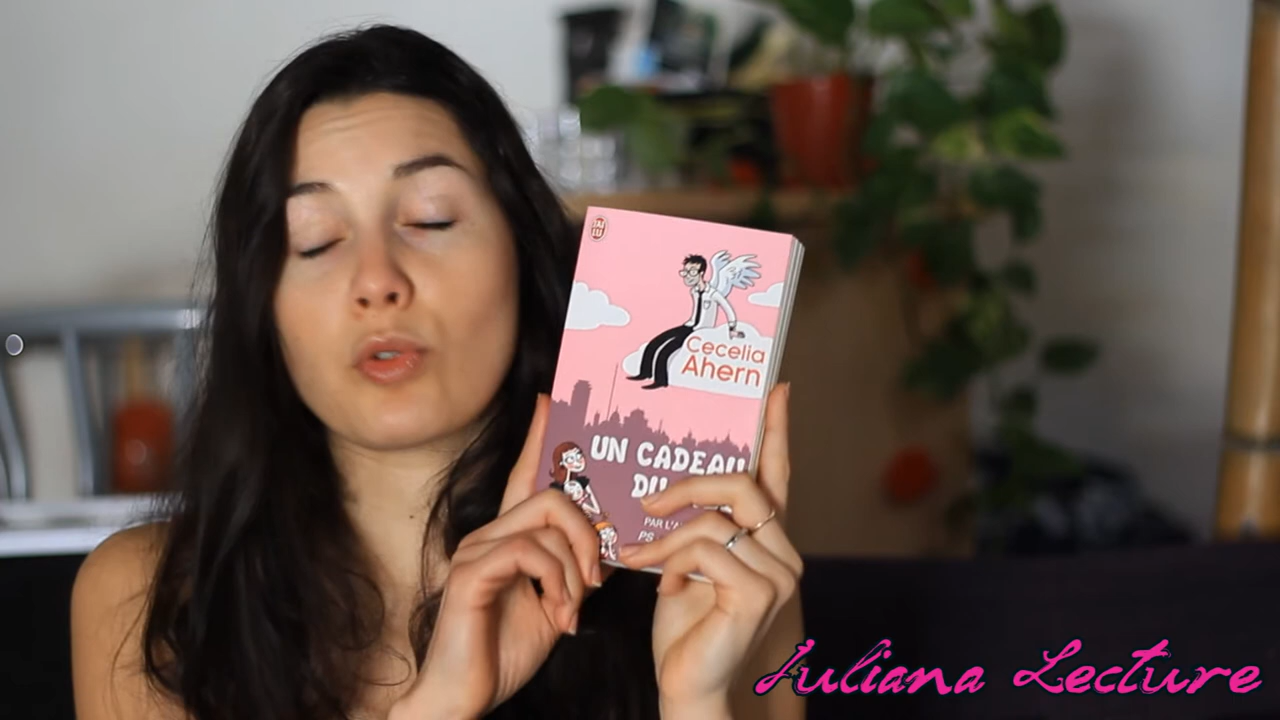 J'AI
LU
Cecelia
Ahern
UN CADEAU
DU
PAR L'A
PS
Juliana Lecture